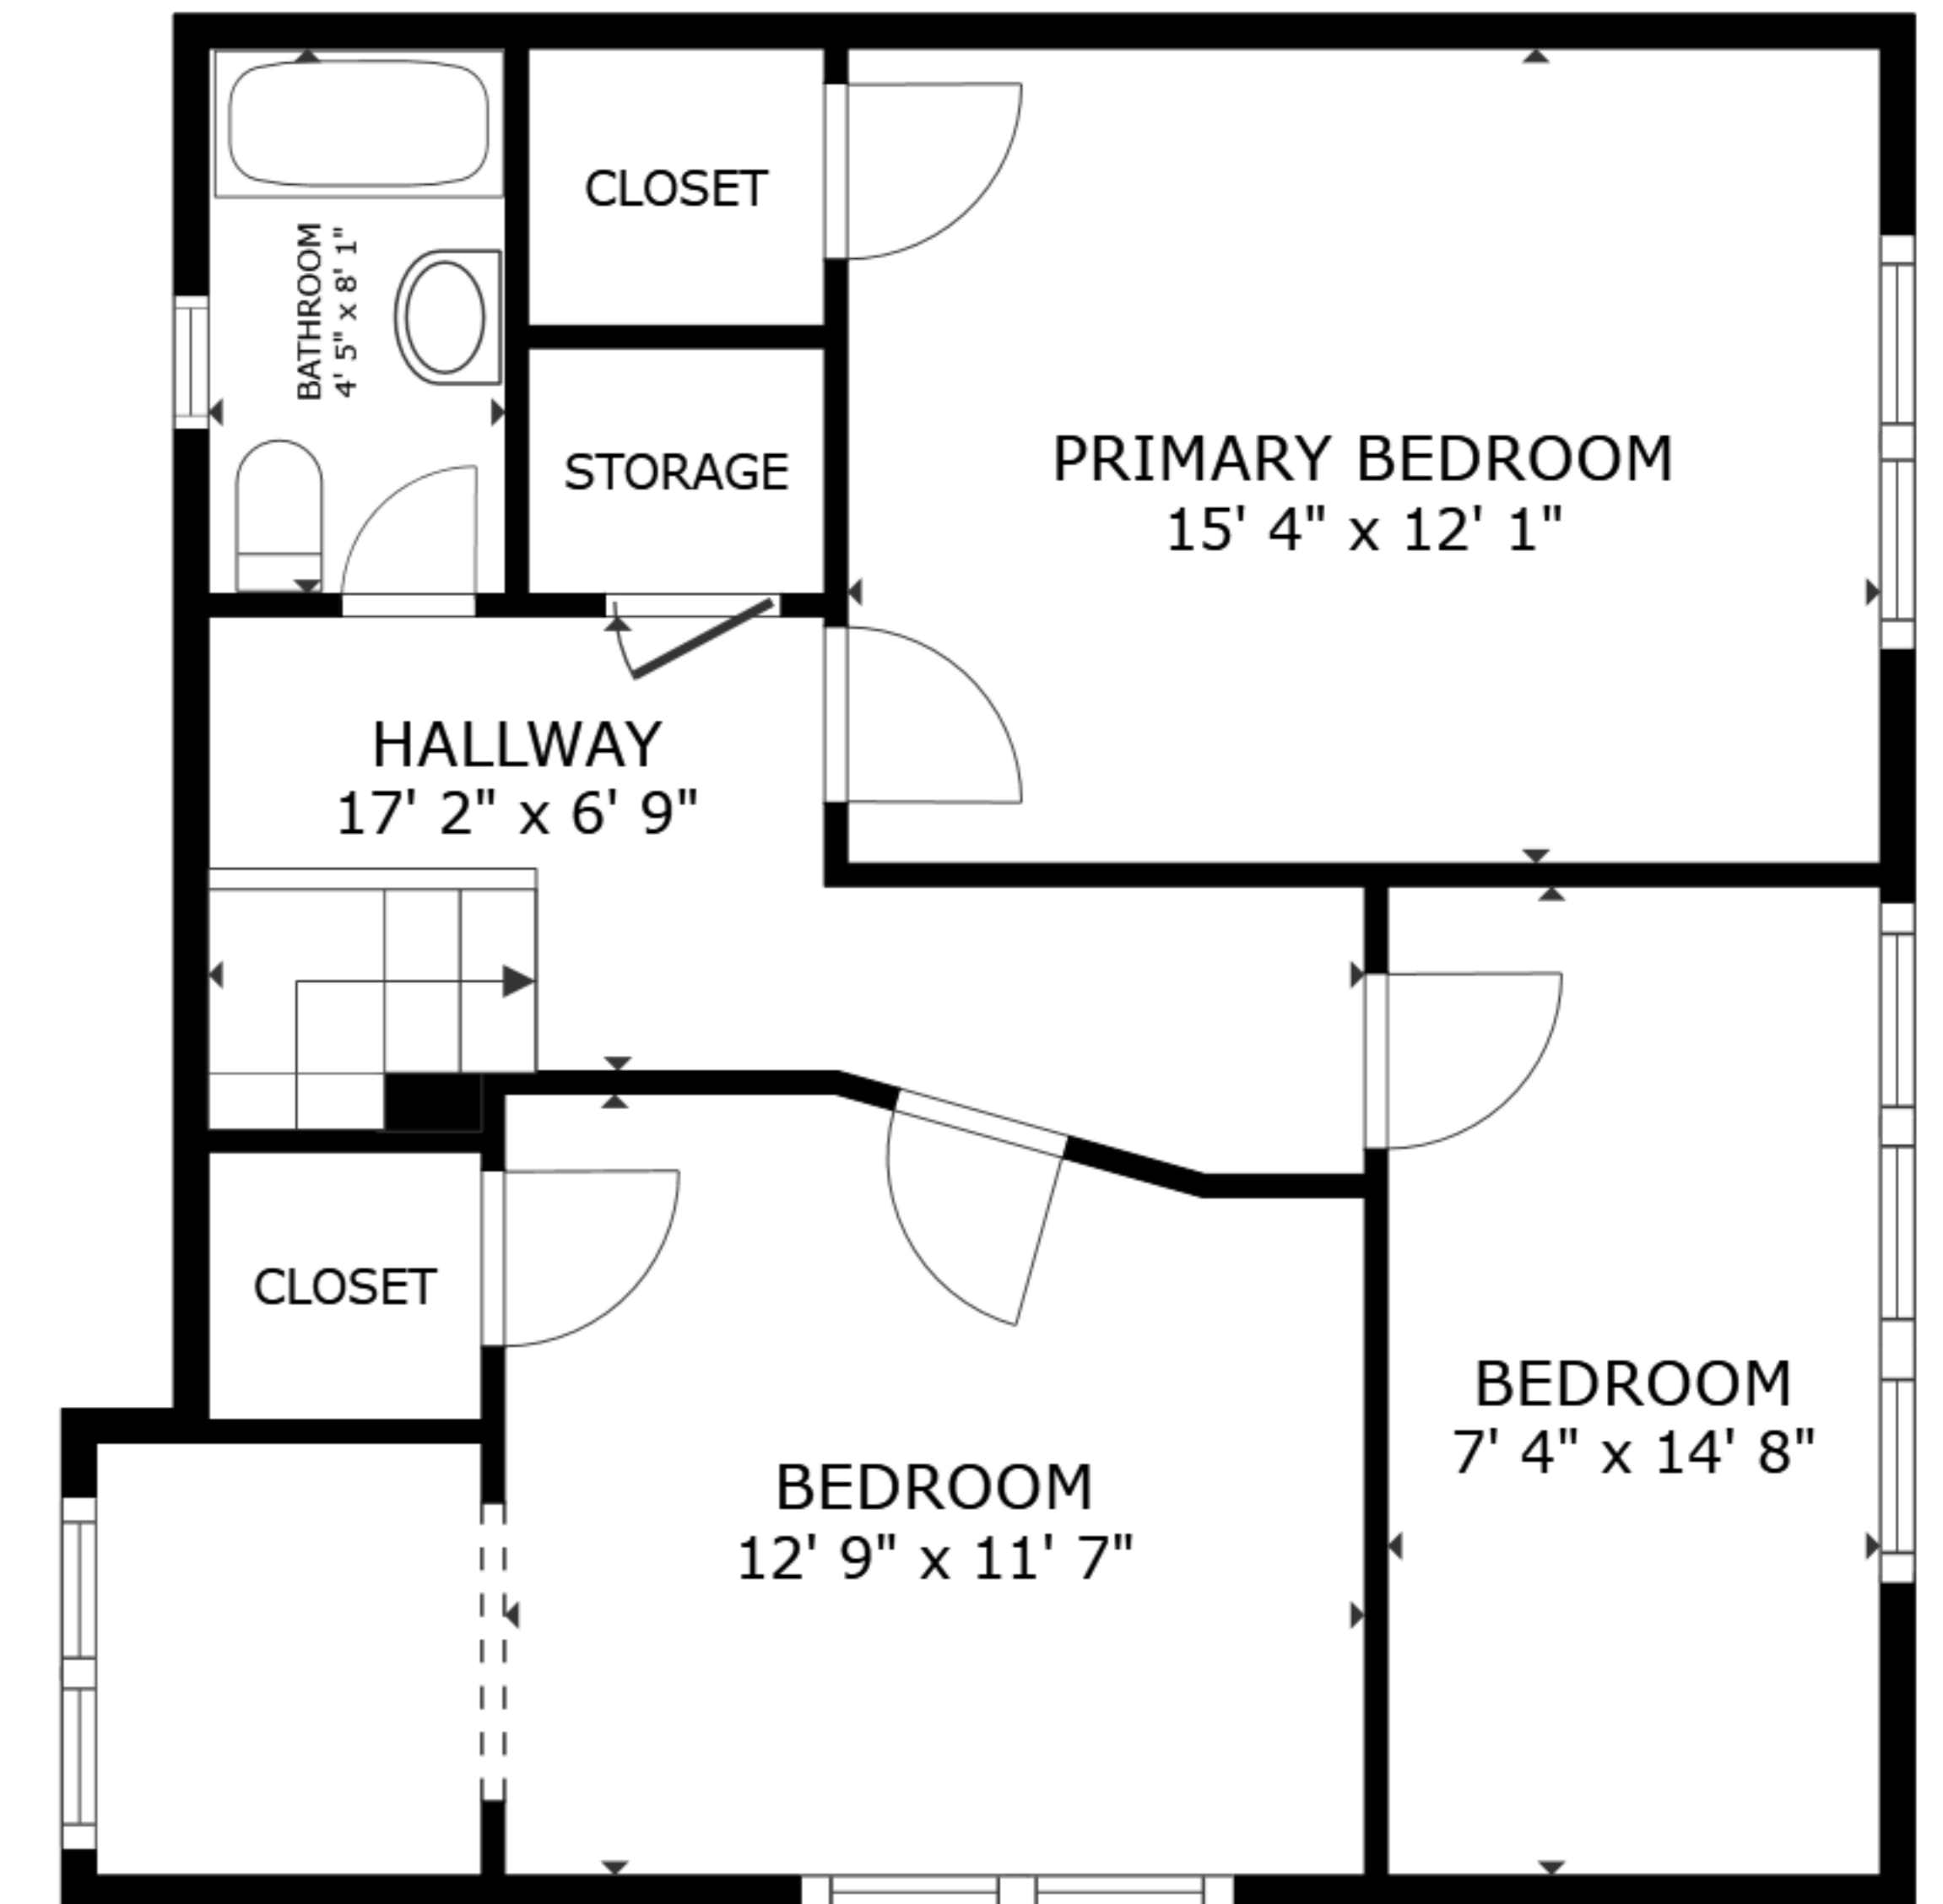 CLOSET
BATHROOM
4' 5" x 8' 1"
STORAGE
PRIMARY BEDROOM
15' 4" x 12' 1"
HALLWAY
17' 2" x 6' 9"
CLOSET
BEDROOM
7' 4" x 14' 8"
BEDROOM
12' 9" x 11' 7"